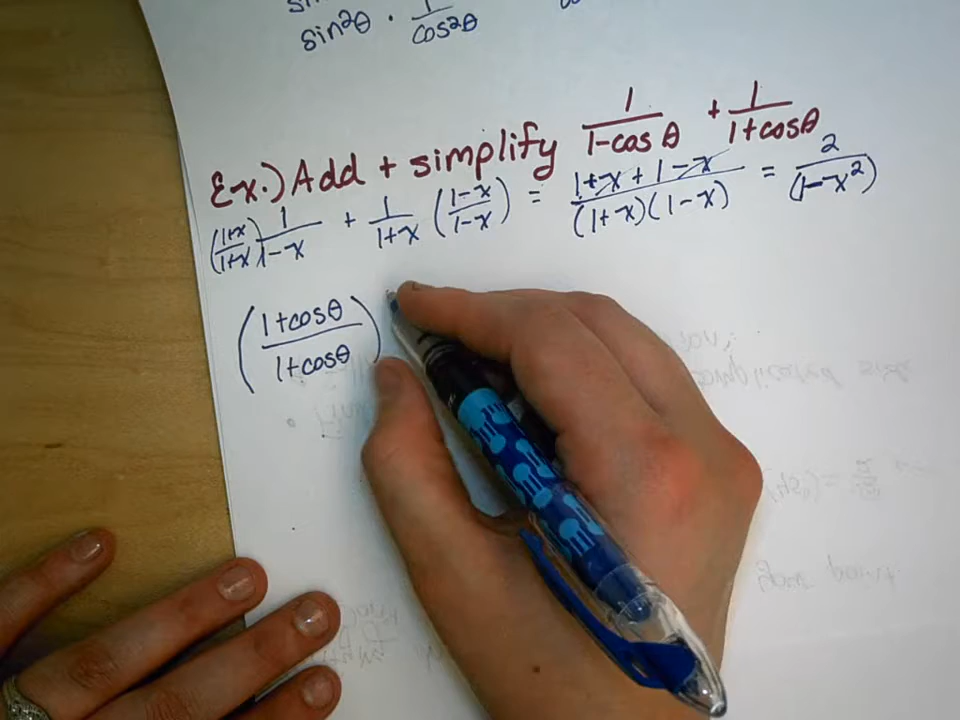 sin²θ · 1/cos²θ
Ex.) Add + simplify 1/(1-cos θ) + 1/(1+cosθ)
((1+x)/(1+x)) 1/(1-x) + 1/(1+x) ((1-x)/(1-x)) = (1+x+1-x)/((1+x)(1-x)) = 2/(1-x²)
((1+cosθ)/(1+cosθ))